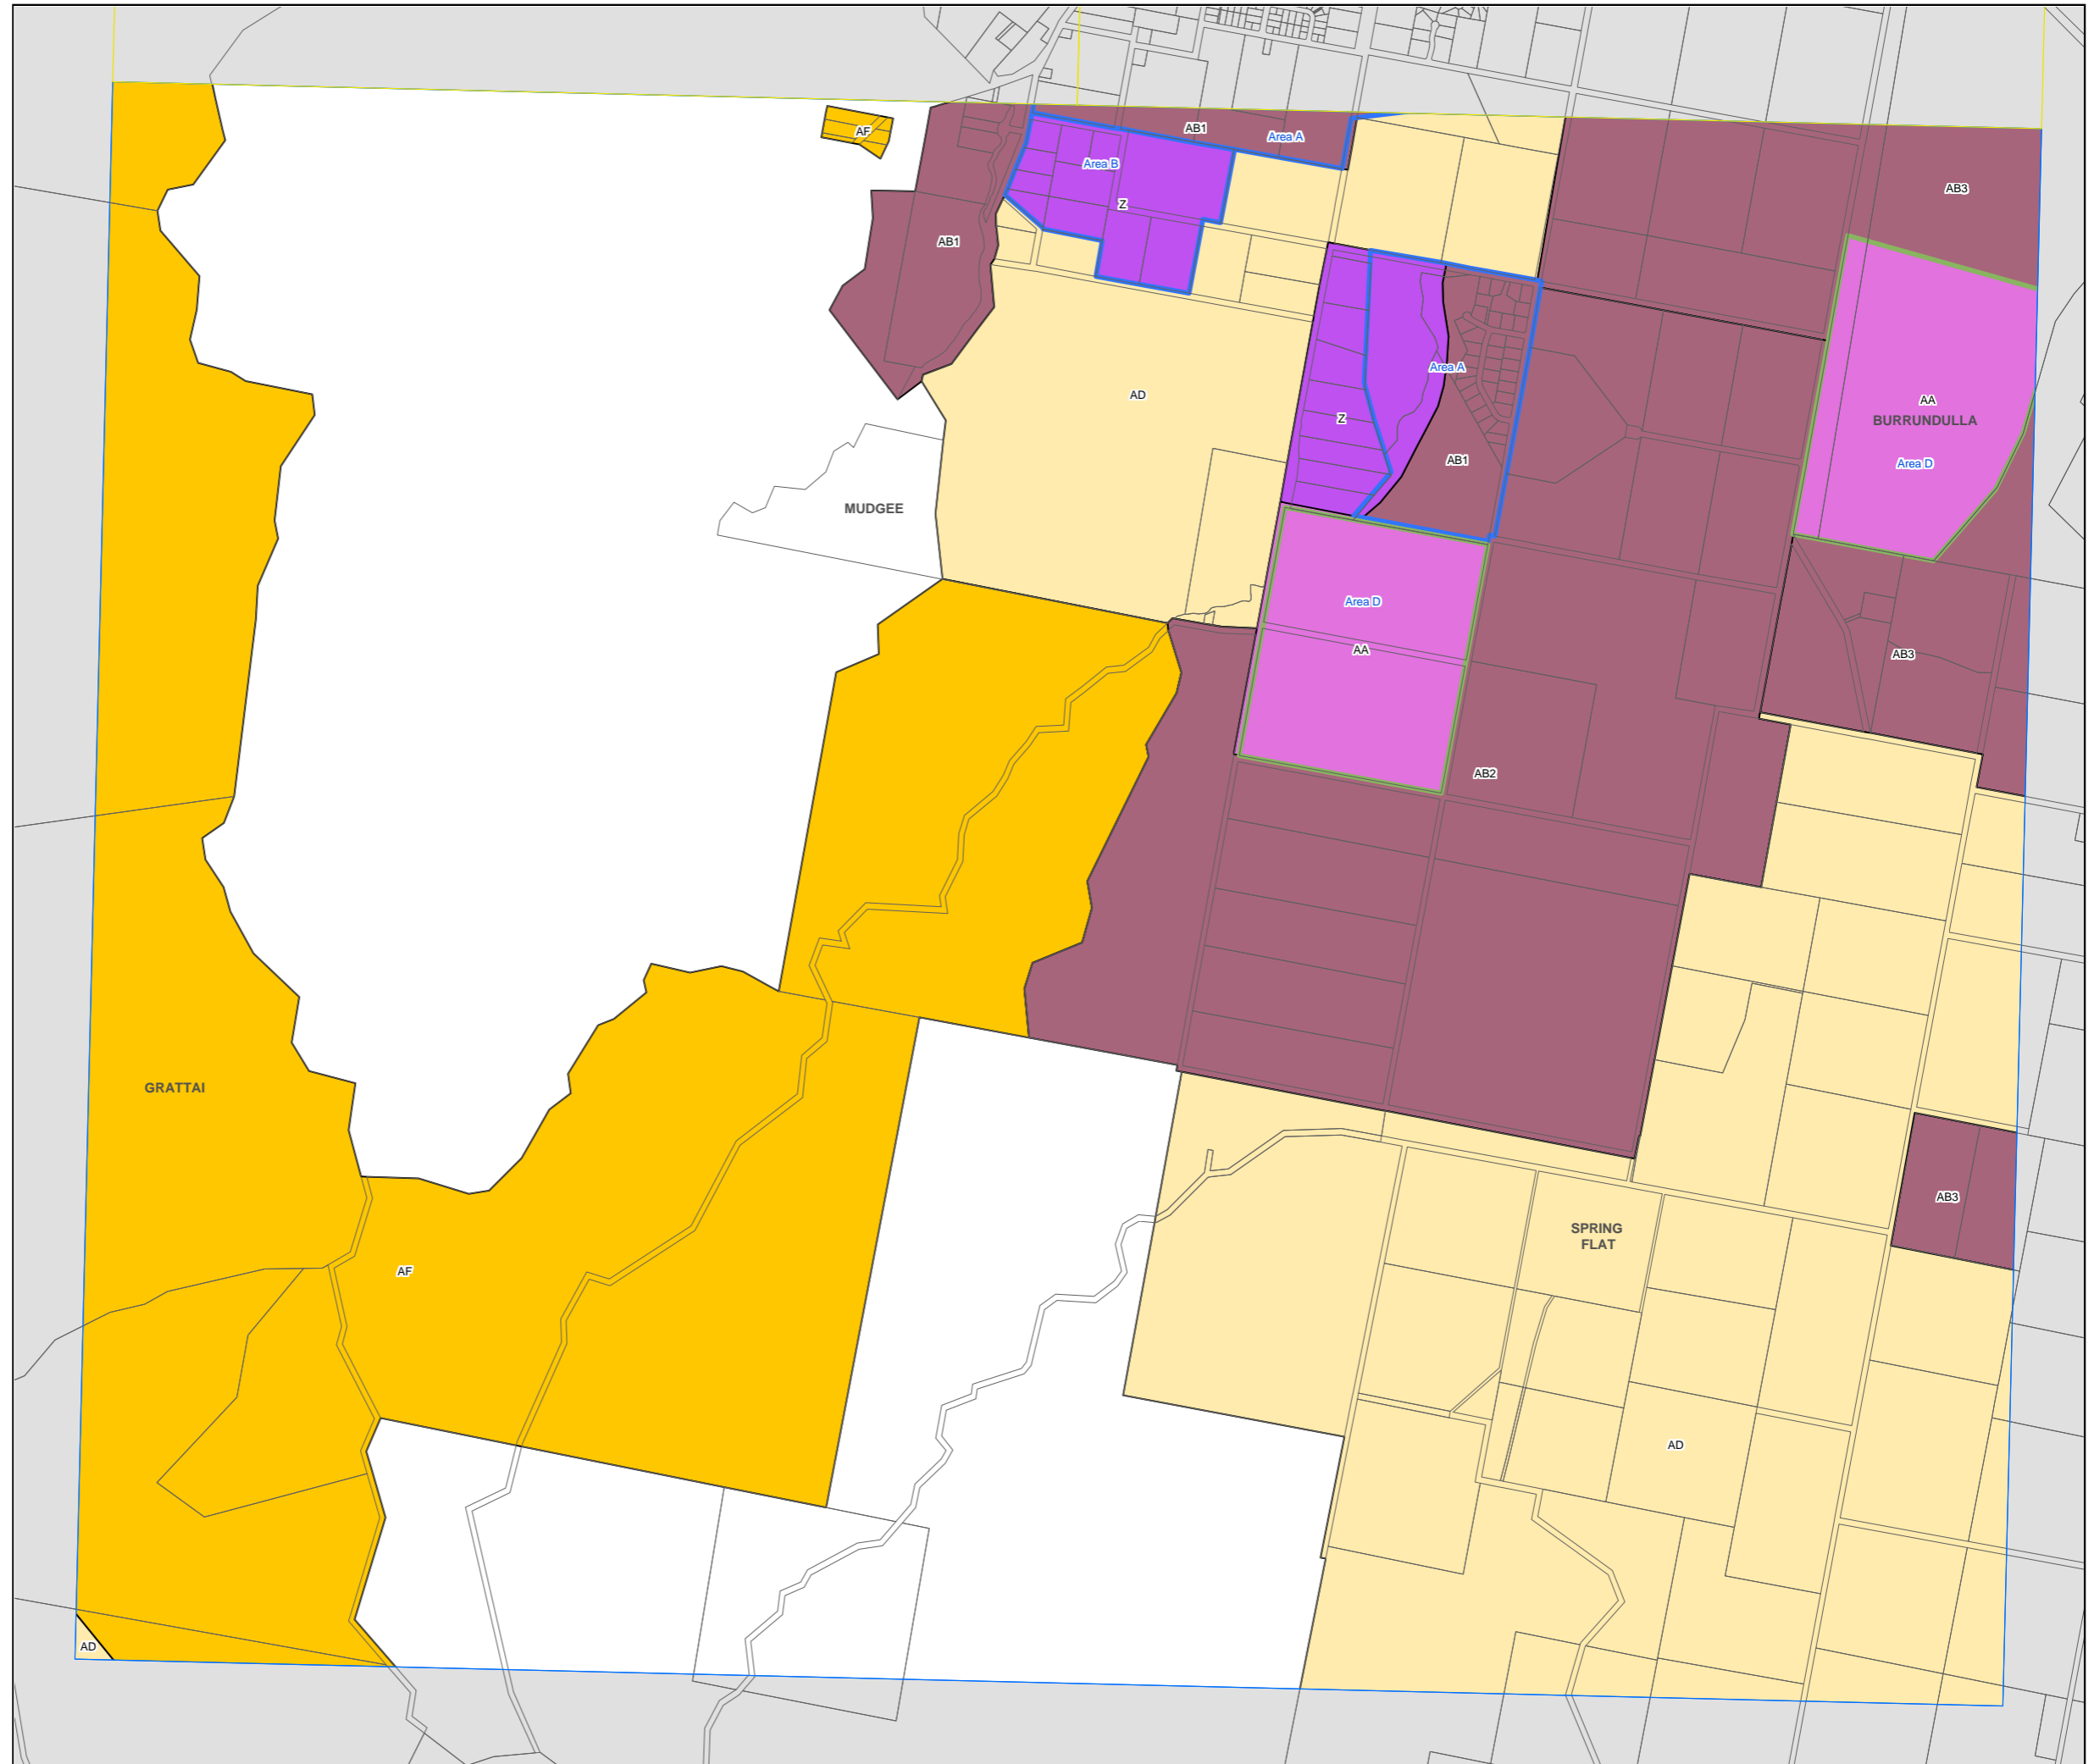 AF
AB1
Area A
Area B
AB3
Z
AB1
Area A
AD
AA
BURRUNDULLA
Z
AB1
Area D
MUDGEE
Area D
AA
AB3
AB2
GRATTAI
AB3
SPRING
FLAT
AF
AD
AD